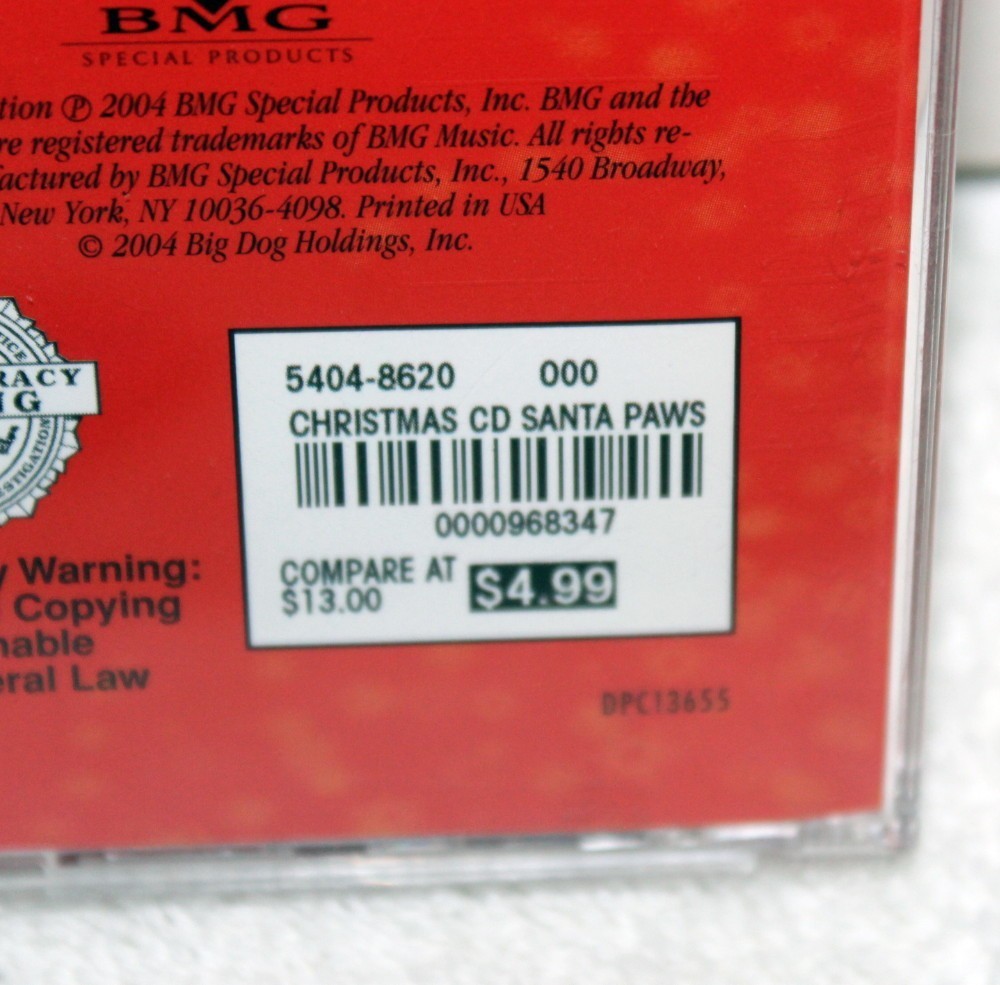 BMG
SPECIAL PRODUCTS
tion ℗ 2004 BMG Special Products, Inc. BMG and the
re registered trademarks of BMG Music. All rights re-
factured by BMG Special Products, Inc., 1540 Broadway,
New York, NY 10036-4098. Printed in USA
© 2004 Big Dog Holdings, Inc.
RACY
NG
5404-8620 000
CHRISTMAS CD SANTA PAWS
0000968347
COMPARE AT $4.99
$13.00
y Warning:
Copying
nable
eral Law
DPC13655